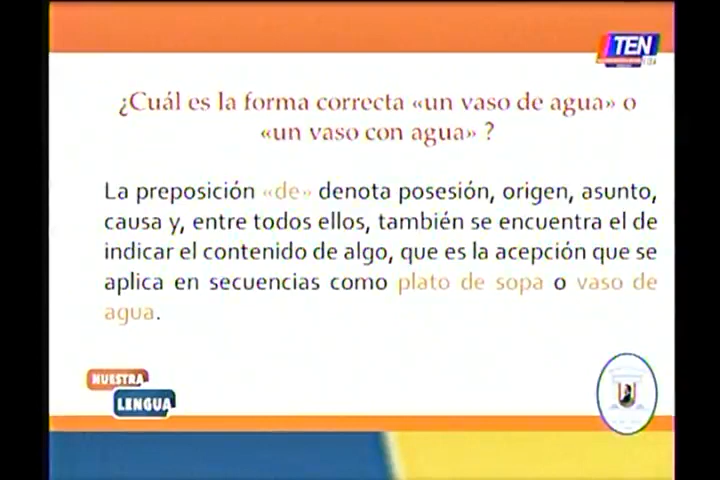 TEN
¿Cuál es la forma correcta «un vaso de agua» o
«un vaso con agua» ?
La preposición «de» denota posesión, origen, asunto,
causa y, entre todos ellos, también se encuentra el de
indicar el contenido de algo, que es la acepción que se
aplica en secuencias como plato de sopa o vaso de
agua.
NUESTRA
LENGUA